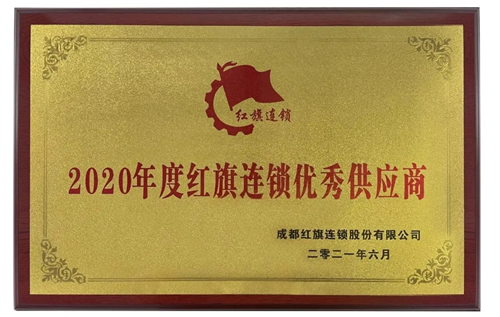 红旗连锁
2020年度红旗连锁优秀供应商
成都红旗连锁股份有限公司
二零二一年六月